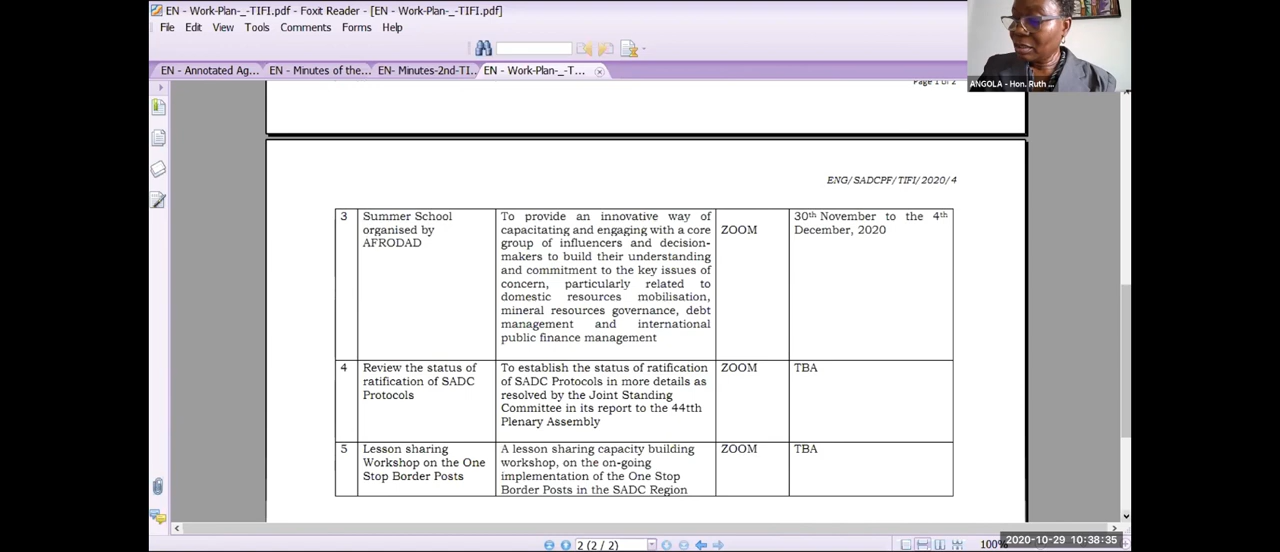 EN - Work-Plan-_-TIFI.pdf - Foxit Reader - [EN - Work-Plan-_-TIFI.pdf]
File Edit View Tools Comments Forms Help
EN - Annotated Ag...
EN - Minutes of the...
EN- Minutes-2nd-TI...
EN - Work-Plan-_-T...
ANGOLA - Hon. Ruth ...
Page 1 of 2
ENG/SADCPF/TIFI/2020/4
3
Summer School
organised by
AFRODAD
To provide an innovative way of
capacitating and engaging with a core
group of influencers and decision-
makers to build their understanding
and commitment to the key issues of
concern, particularly related to
domestic resources mobilisation,
mineral resources governance, debt
management and international
public finance management
ZOOM
30th November to the 4th
December, 2020
4
Review the status of
ratification of SADC
Protocols
To establish the status of ratification
of SADC Protocols in more details as
resolved by the Joint Standing
Committee in its report to the 44tth
Plenary Assembly
ZOOM
TBA
5
Lesson sharing
Workshop on the One
Stop Border Posts
A lesson sharing capacity building
workshop, on the on-going
implementation of the One Stop
Border Posts in the SADC Region
ZOOM
TBA
2 (2 / 2)
100%
2020-10-29 10:38:35